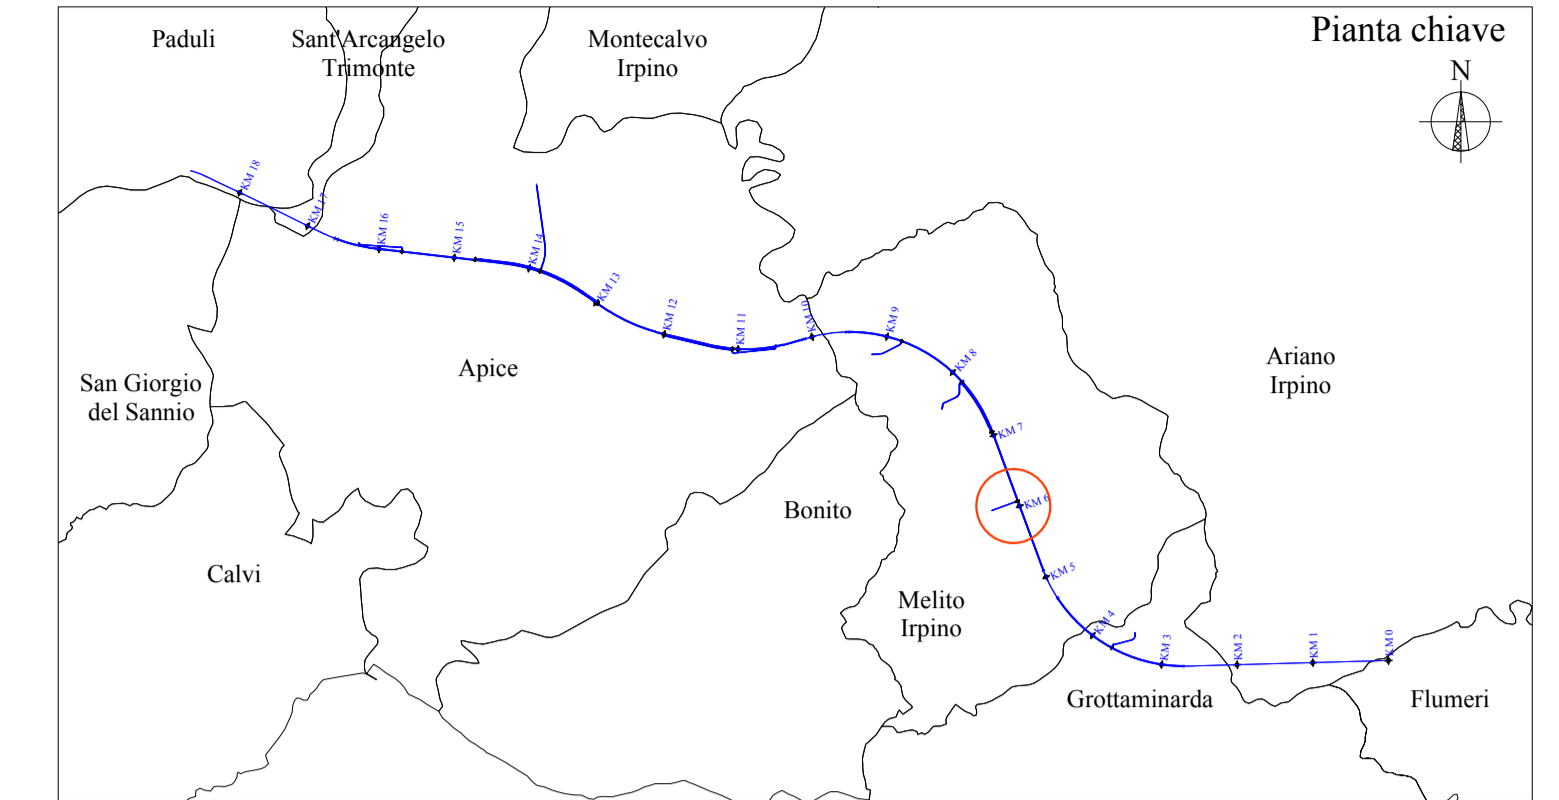 Pianta chiave
N
Paduli
Sant'Arcangelo
Trimonte
Montecalvo
Irpino
KM 18
KM 17
KM 16
KM 15
KM 14
KM 13
KM 12
KM 11
KM 10
KM 9
KM 8
KM 7
KM 6
KM 5
KM 4
KM 3
KM 2
KM 1
KM 0
Apice
San Giorgio
del Sannio
Ariano
Irpino
Bonito
Calvi
Melito
Irpino
Grottaminarda
Flumeri